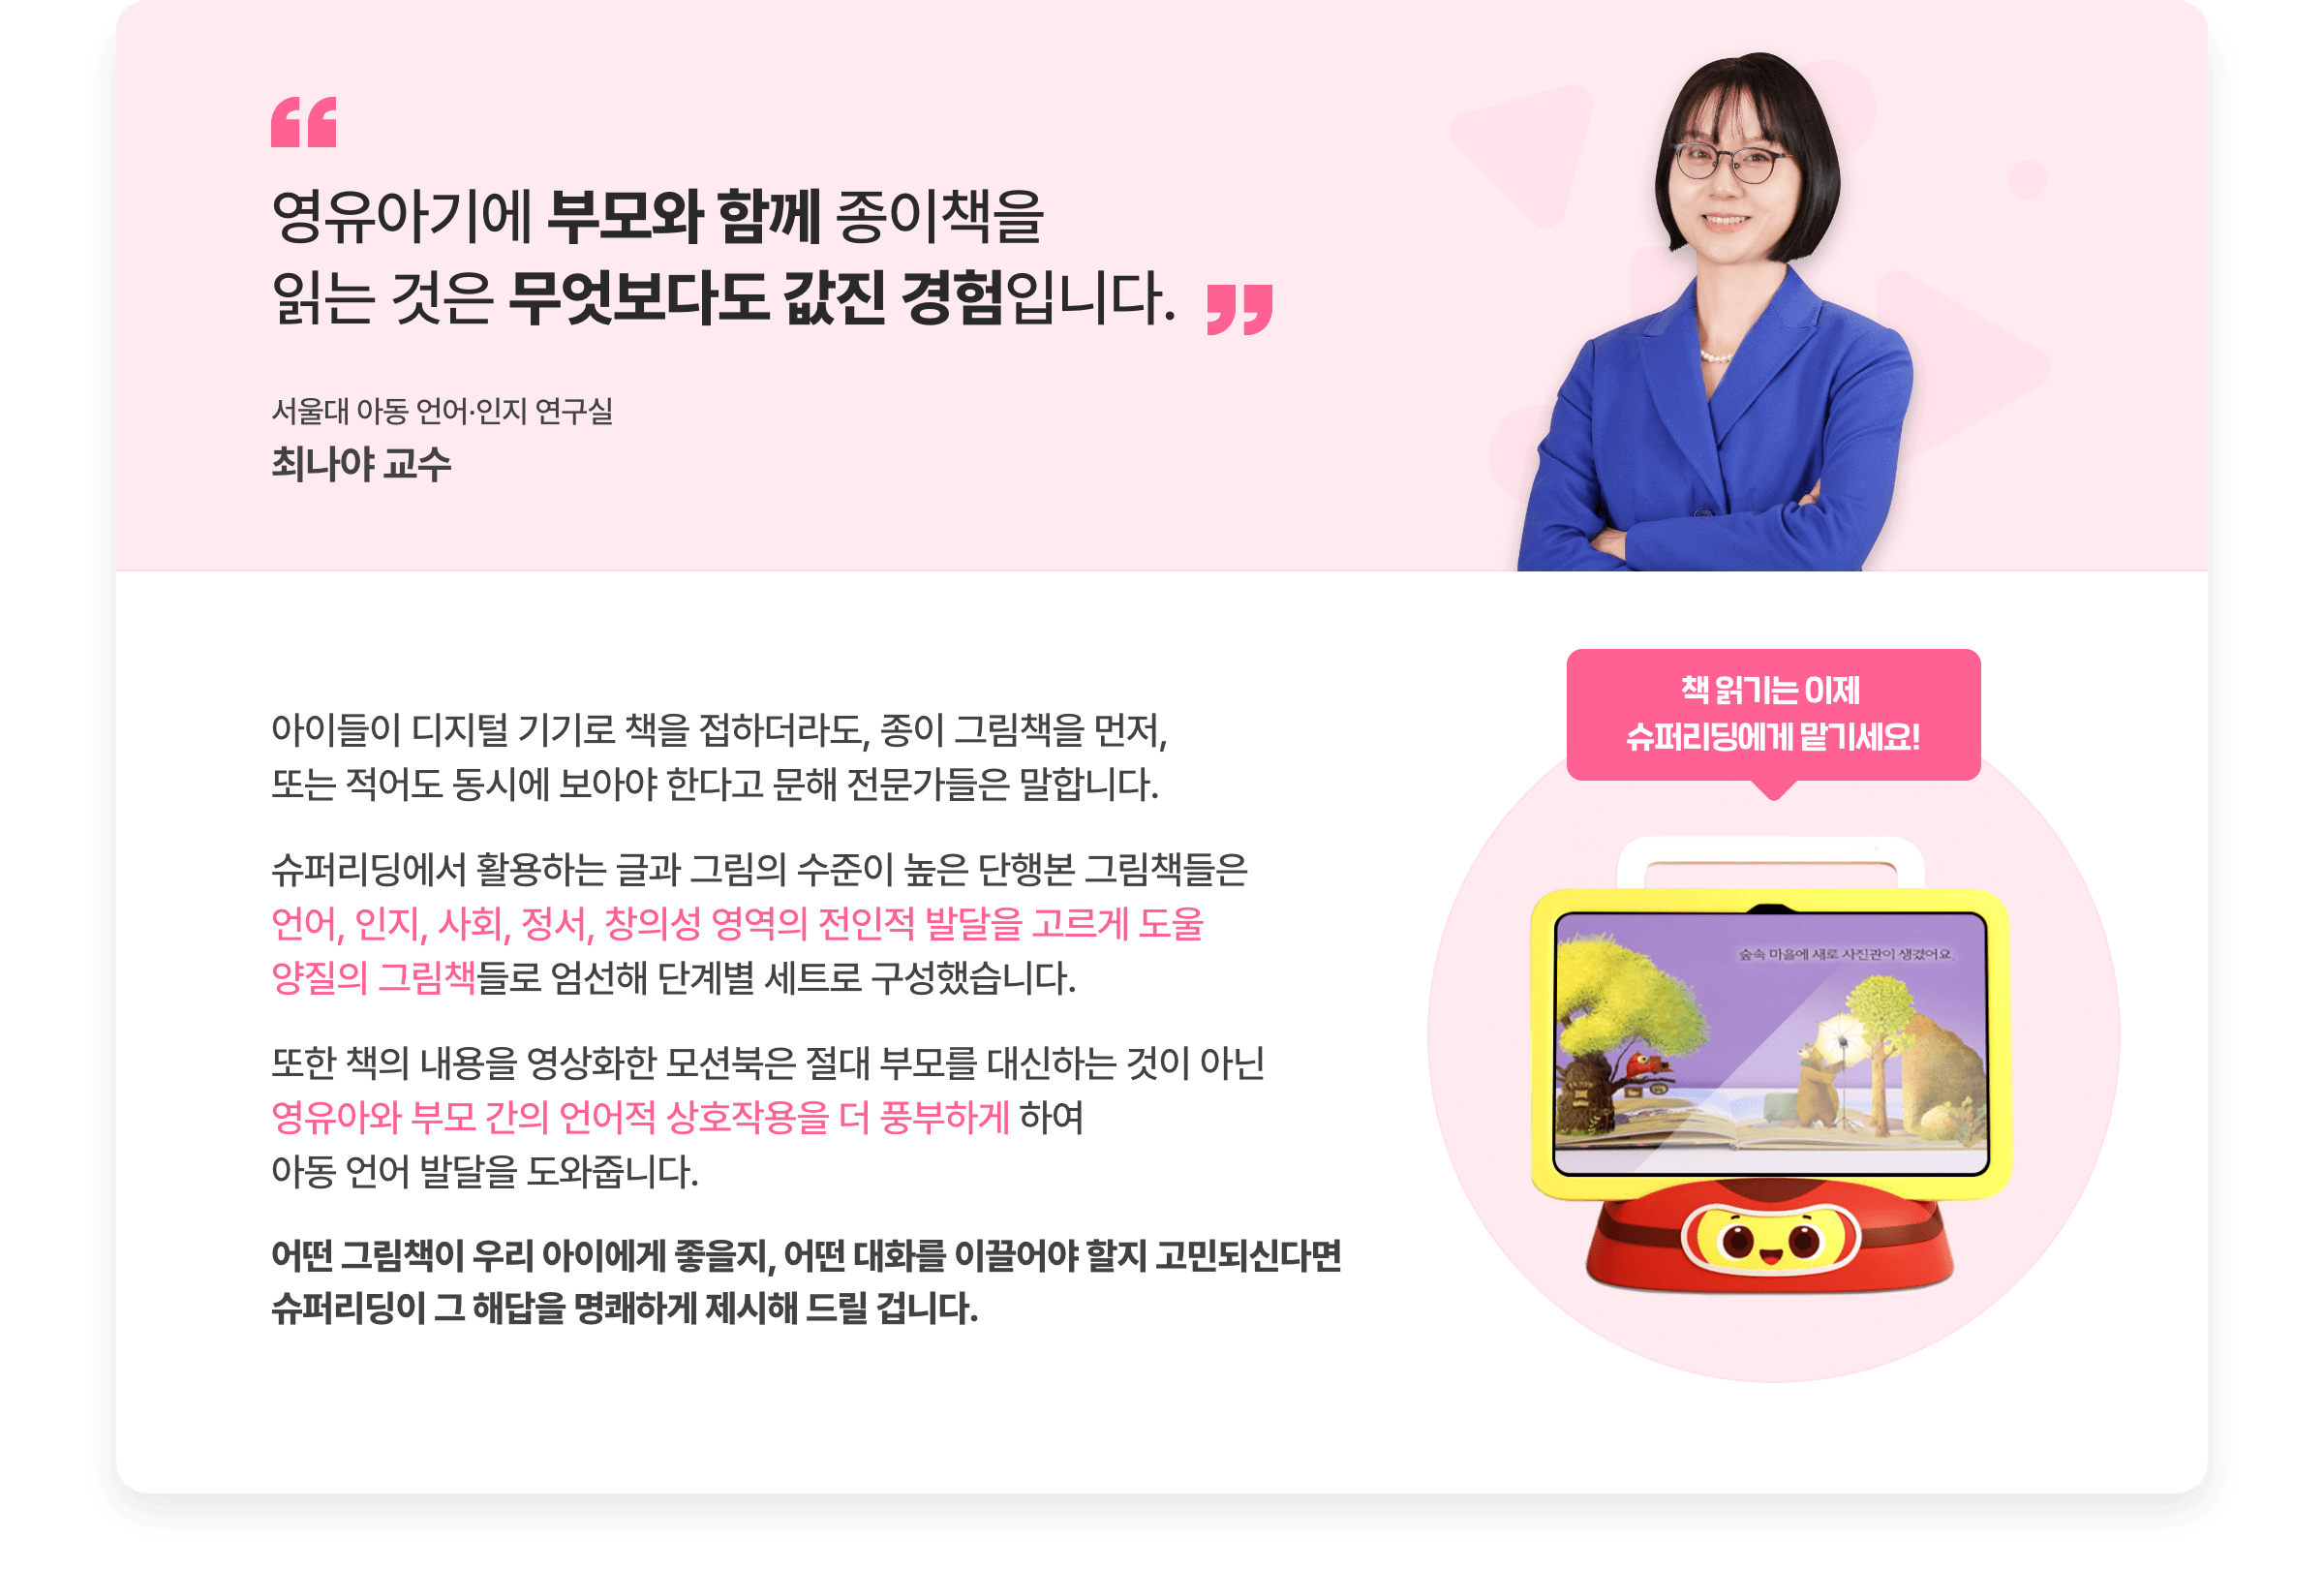 영유아기에 부모와 함께 종이책을
읽는 것은 무엇보다도 값진 경험입니다.
서울대 아동 언어·인지 연구실
최나야 교수
아이들이 디지털 기기로 책을 접하더라도, 종이 그림책을 먼저,
또는 적어도 동시에 보아야 한다고 문해 전문가들은 말합니다.
슈퍼리딩에서 활용하는 글과 그림의 수준이 높은 단행본 그림책들은
언어, 인지, 사회, 정서, 창의성 영역의 전인적 발달을 고르게 도울
양질의 그림책들로 엄선해 단계별 세트로 구성했습니다.
또한 책의 내용을 영상화한 모션북은 절대 부모를 대신하는 것이 아닌
영유아와 부모 간의 언어적 상호작용을 더 풍부하게 하여
아동 언어 발달을 도와줍니다.
어떤 그림책이 우리 아이에게 좋을지, 어떤 대화를 이끌어야 할지 고민되신다면
슈퍼리딩이 그 해답을 명쾌하게 제시해 드릴 겁니다.
책 읽기는 이제
슈퍼리딩에게 맡기세요!
숲속 마을에 새로 사진관이 생겼어요.